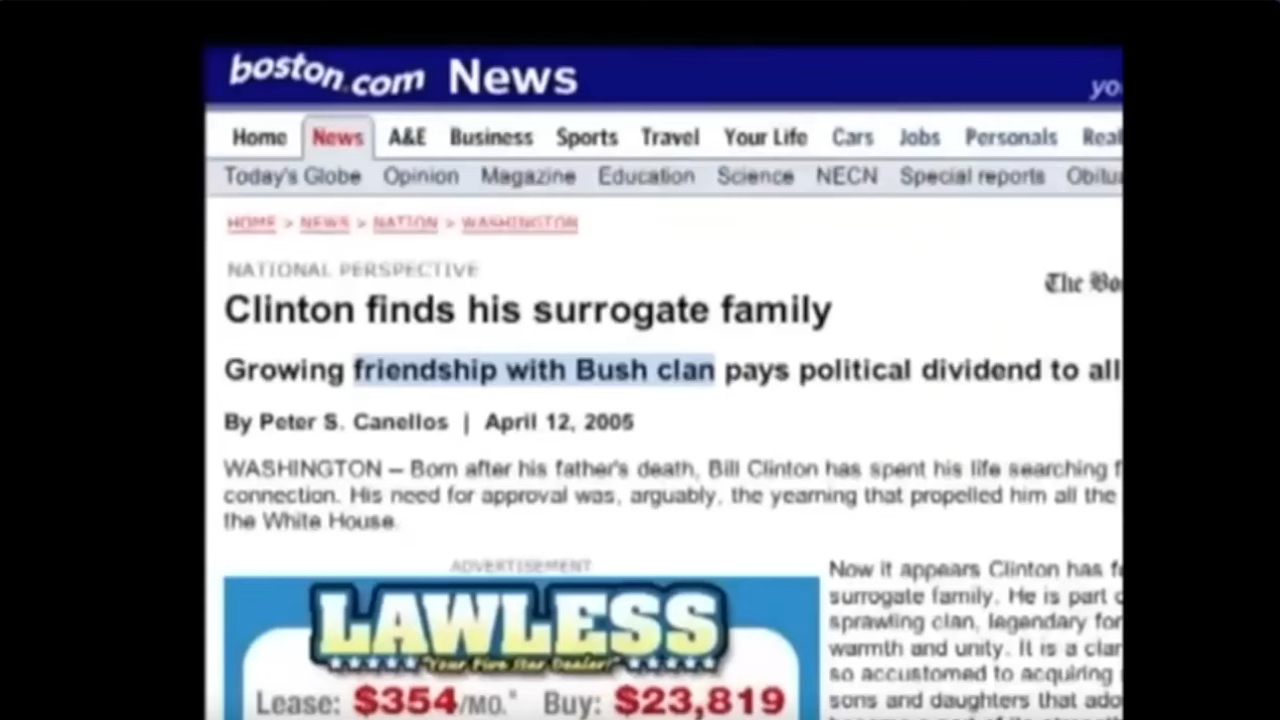 boston.com News
yo
Home News A&E Business Sports Travel Your Life Cars Jobs Personals Real
Today's Globe Opinion Magazine Education Science NECN Special reports Obitu
HOME > NEWS > NATION > WASHINGTON
NATIONAL PERSPECTIVE
The Bo
Clinton finds his surrogate family
Growing friendship with Bush clan pays political dividend to all
By Peter S. Canellos | April 12, 2005
WASHINGTON -- Born after his father's death, Bill Clinton has spent his life searching f
connection. His need for approval was, arguably, the yearning that propelled him all the
the White House.
ADVERTISEMENT
LAWLESS
"Your Five Star Dealer!"
Lease: $354/MO.* Buy: $23,819
Now it appears Clinton has f
surrogate family. He is part o
sprawling clan, legendary for
warmth and unity. It is a clan
so accustomed to acquiring
sons and daughters that ado